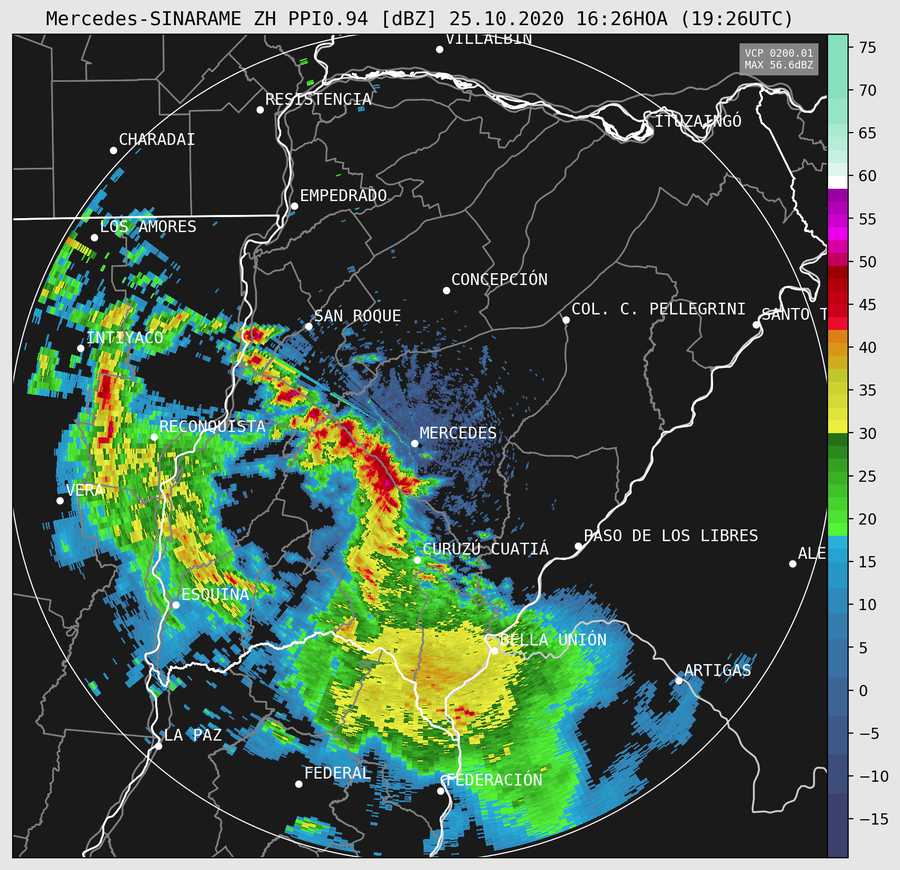 Mercedes-SINARAME ZH PPI0.94 [dBZ] 25.10.2020 16:26HOA (19:26UTC)
VILLALBÍN
VCP 0200.01
MAX 56.6dBZ
RESISTENCIA
ITUZAINGÓ
CHARADAI
EMPEDRADO
LOS AMORES
CONCEPCIÓN
COL. C. PELLEGRINI
SANTO T
SAN ROQUE
INTIYACO
RECONQUISTA
MERCEDES
VERA
CURUZÚ CUATIÁ
PASO DE LOS LIBRES
ALE
ESQUINA
BELLA UNIÓN
ARTIGAS
LA PAZ
FEDERAL
FEDERACIÓN
75
70
65
60
55
50
45
40
35
30
25
20
15
10
5
0
−5
−10
−15